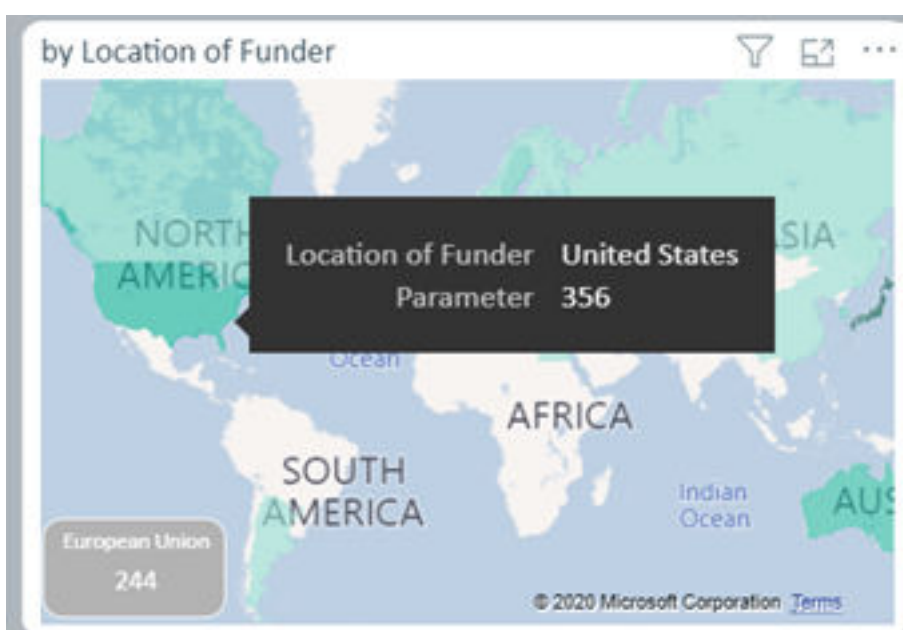 by Location of Funder
NORTH
AMERIC
Location of Funder United States
Parameter 356
SIA
Ocean
AFRICA
SOUTH
AMERICA
Indian
Ocean
AUS
European Union
244
© 2020 Microsoft Corporation Terms